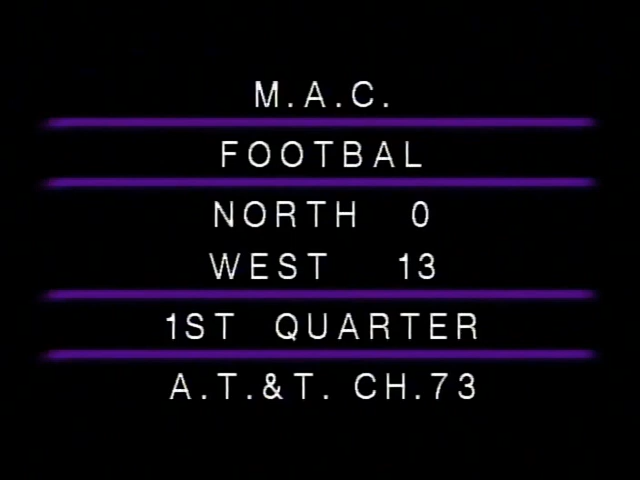 M.A.C.
FOOTBAL
NORTH 0
WEST 13
1ST QUARTER
A.T.&T. CH.73